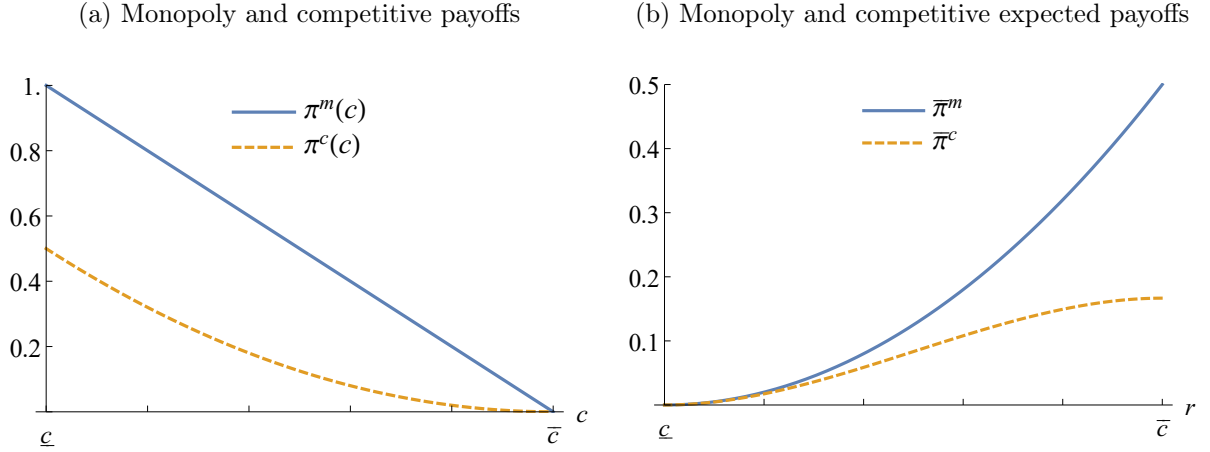 (a) Monopoly and competitive payoffs
1.
0.8
0.6
0.4
0.2
π^m(c)
π^c(c)
c̲
c̅
c
(b) Monopoly and competitive expected payoffs
0.5
0.4
0.3
0.2
0.1
π̅^m
π̅^c
c̲
c̅
r